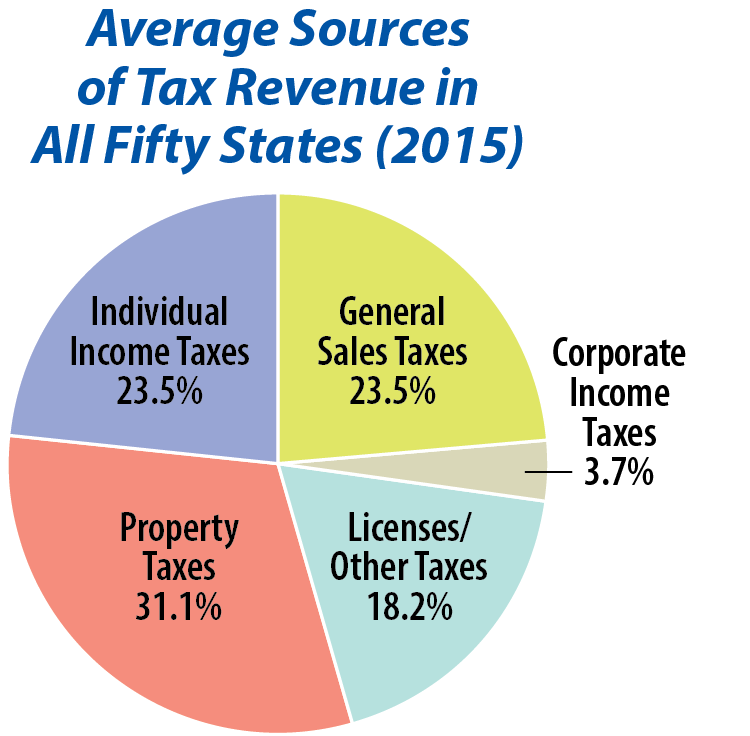 Average Sources
of Tax Revenue in
All Fifty States (2015)
Individual
Income Taxes
23.5%
General
Sales Taxes
23.5%
Corporate
Income
Taxes
3.7%
Property
Taxes
31.1%
Licenses/
Other Taxes
18.2%